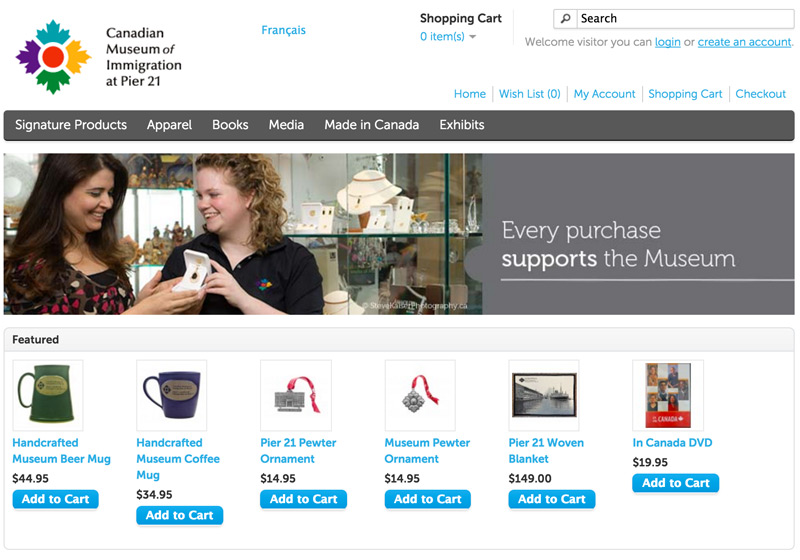 Canadian
Museum of
Immigration
at Pier 21
Français
Shopping Cart
0 item(s)
Search
Welcome visitor you can login or create an account.
Home
Wish List (0)
My Account
Shopping Cart
Checkout
Signature Products
Apparel
Books
Media
Made in Canada
Exhibits
Every purchase
supports the Museum
© SteveKaiserPhotography.ca
Featured
CANADA
Handcrafted
Museum Beer Mug
$44.95
Add to Cart
Handcrafted
Museum Coffee
Mug
$34.95
Add to Cart
Pier 21 Pewter
Ornament
$14.95
Add to Cart
Museum Pewter
Ornament
$14.95
Add to Cart
Pier 21 Woven
Blanket
$149.00
Add to Cart
In Canada DVD
$19.95
Add to Cart